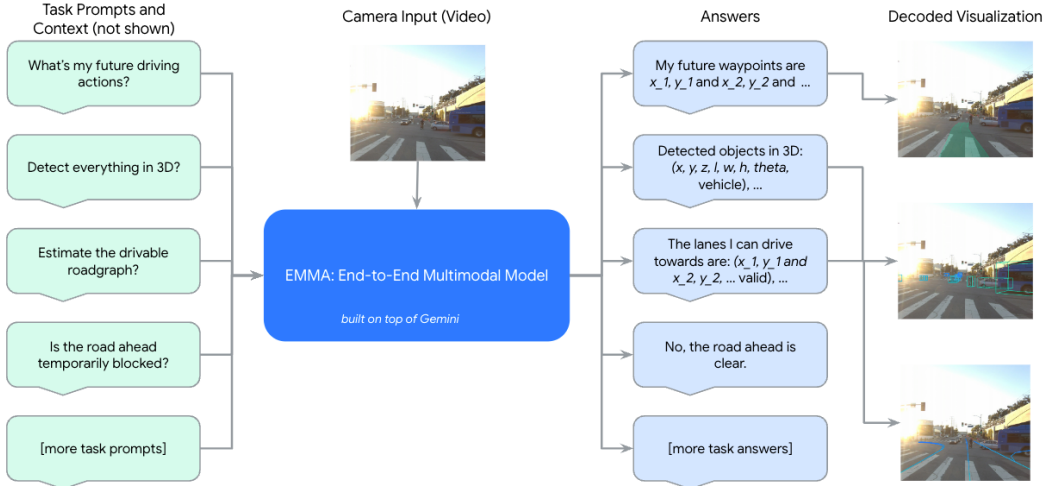 Task Prompts and
Context (not shown)
What's my future driving
actions?
Detect everything in 3D?
Estimate the drivable
roadgraph?
Is the road ahead
temporarily blocked?
[more task prompts]
Camera Input (Video)
EMMA: End-to-End Multimodal Model
built on top of Gemini
Answers
My future waypoints are
x_1, y_1 and x_2, y_2 and ...
Detected objects in 3D:
(x, y, z, l, w, h, theta,
vehicle), ...
The lanes I can drive
towards are: (x_1, y_1 and
x_2, y_2, ... valid), ...
No, the road ahead is
clear.
[more task answers]
Decoded Visualization